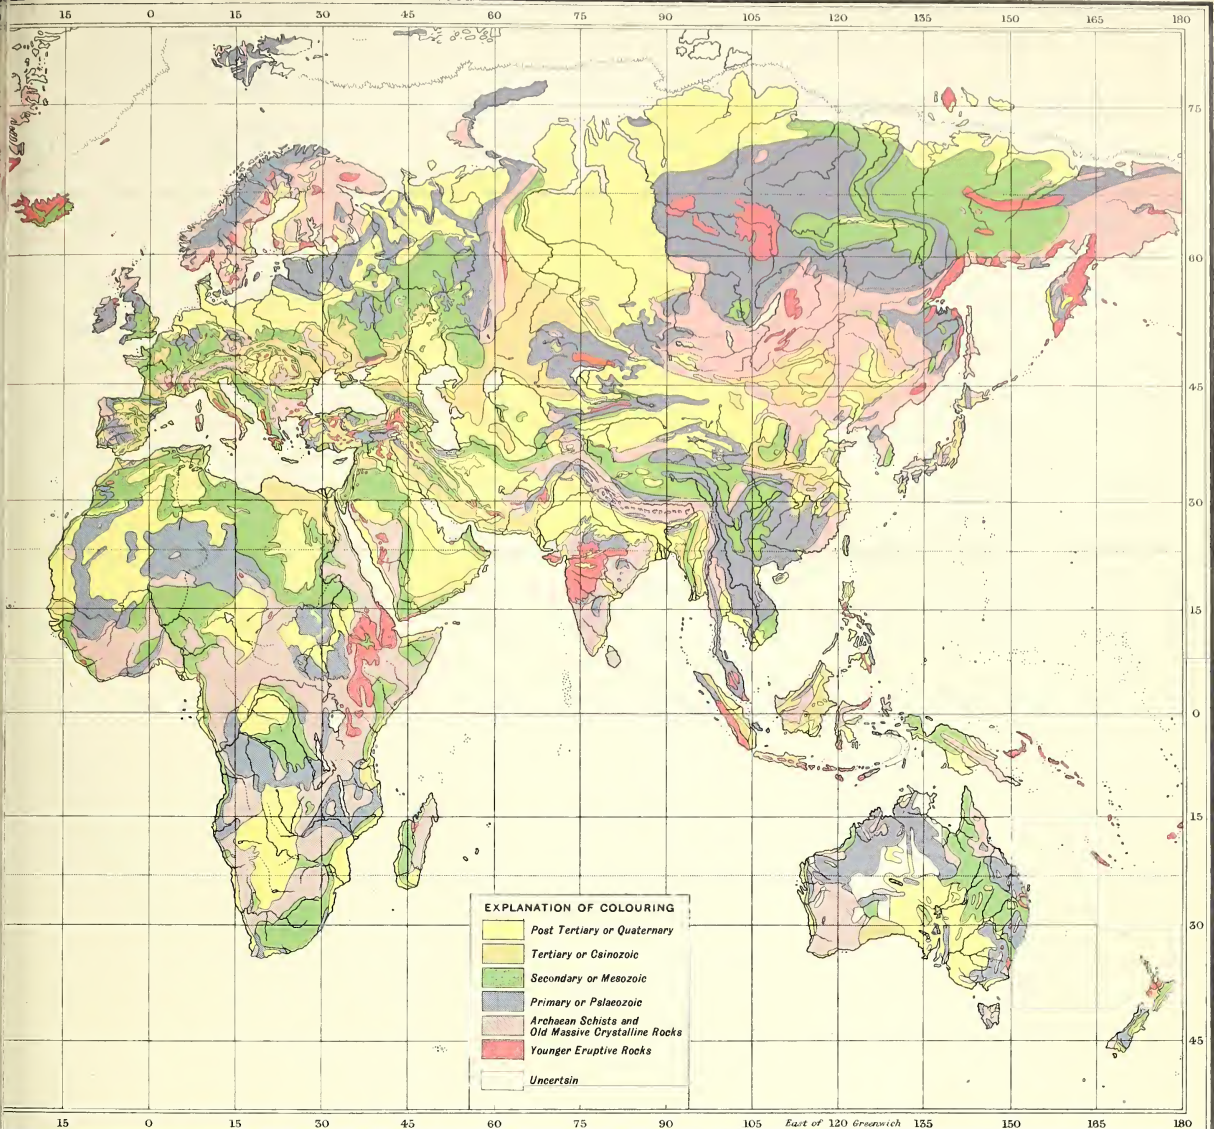 15 0 15 30 45 60 75 90 105 120 135 150 165 180
75
60
45
30
15
0
15
30
45
EXPLANATION OF COLOURING
Post Tertiary or Quaternary
Tertiary or Cainozoic
Secondary or Mesozoic
Primary or Palaeozoic
Archaean Schists and
Old Massive Crystalline Rocks
Younger Eruptive Rocks
Uncertain
15 0 15 30 45 60 75 90 105 East of 120 Greenwich 135 150 165 180